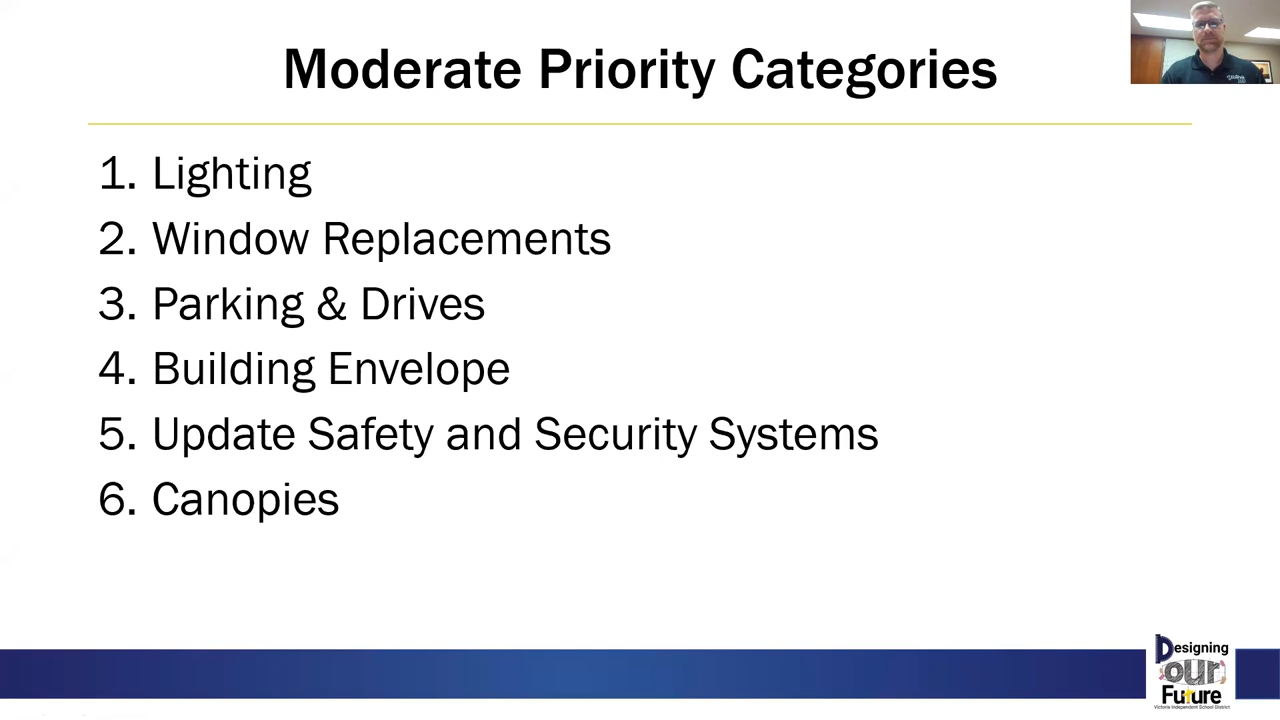 Moderate Priority Categories
1. Lighting
2. Window Replacements
3. Parking & Drives
4. Building Envelope
5. Update Safety and Security Systems
6. Canopies
Designing
our
Future
Victoria Independent School District